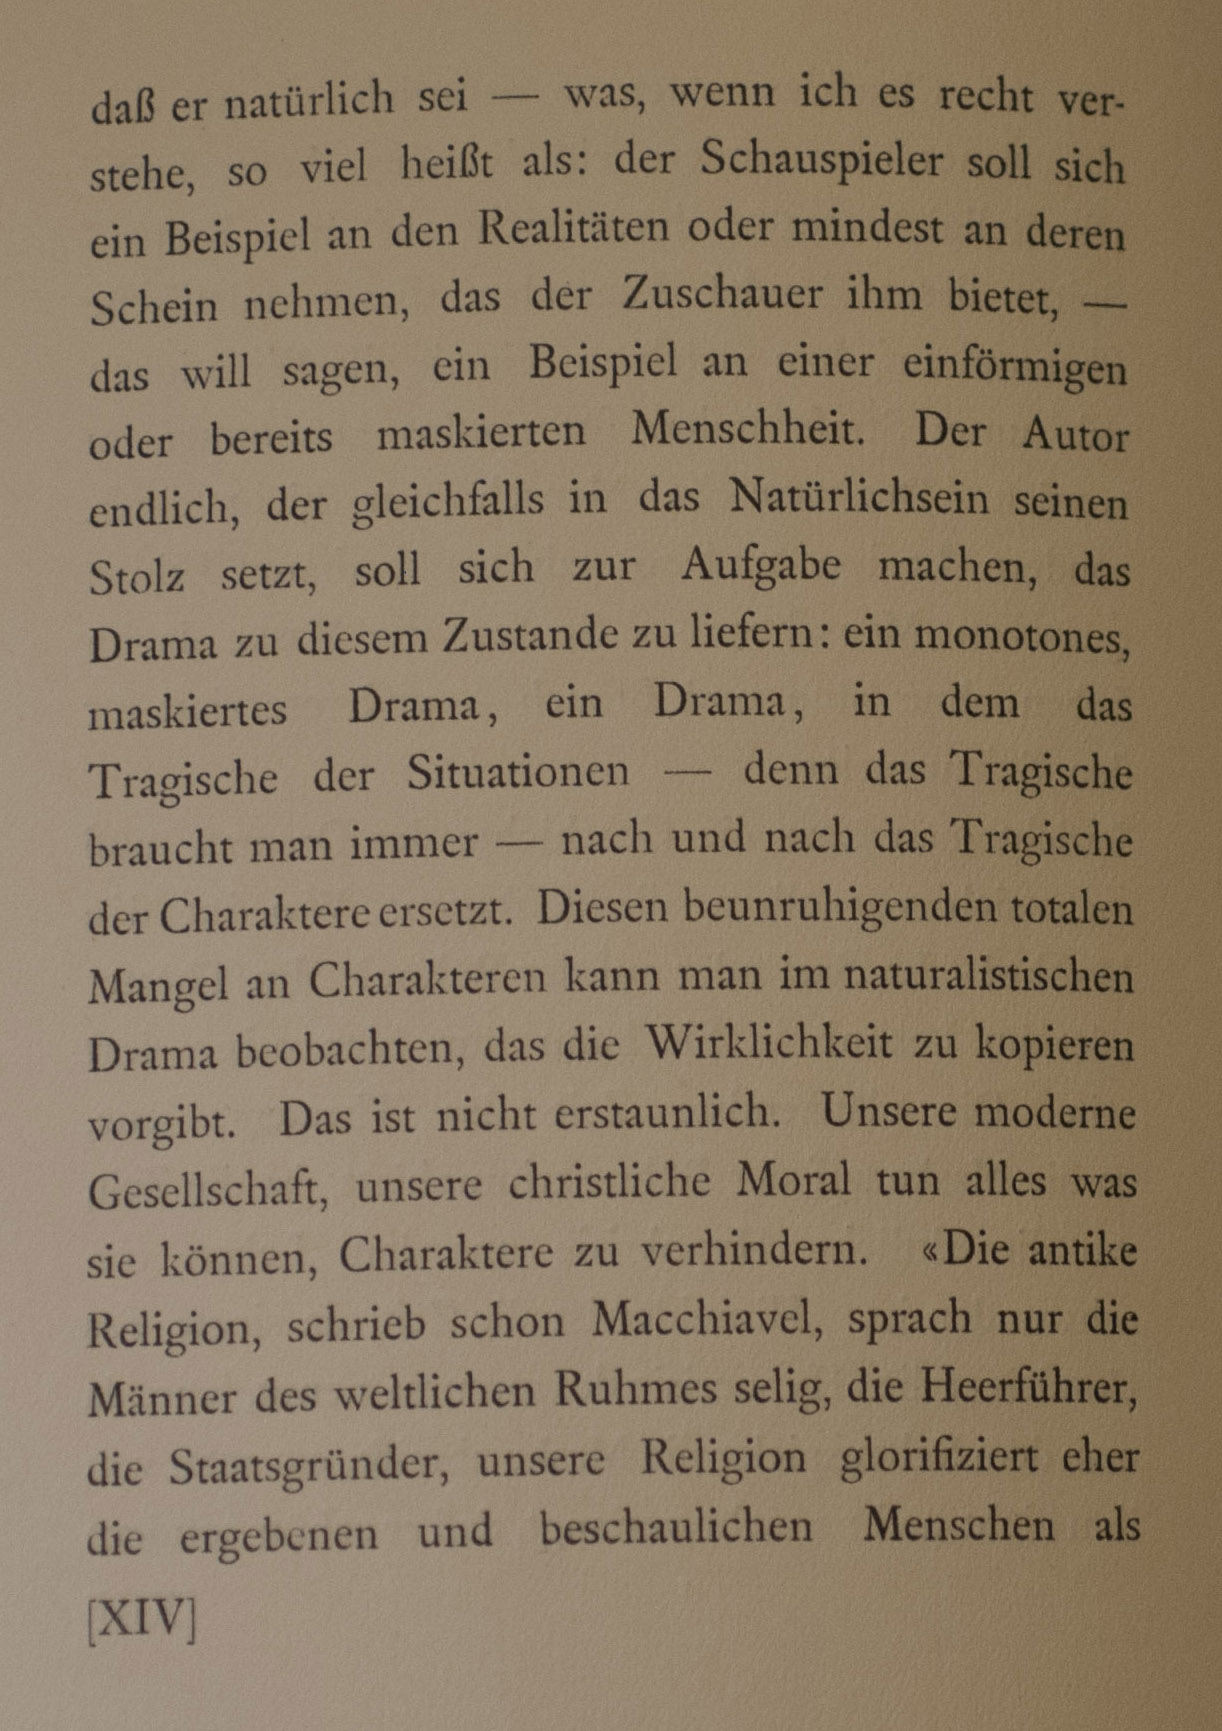 daß er natürlich sei — was, wenn ich es recht ver-
stehe, so viel heißt als: der Schauspieler soll sich
ein Beispiel an den Realitäten oder mindest an deren
Schein nehmen, das der Zuschauer ihm bietet, —
das will sagen, ein Beispiel an einer einförmigen
oder bereits maskierten Menschheit. Der Autor
endlich, der gleichfalls in das Natürlichsein seinen
Stolz setzt, soll sich zur Aufgabe machen, das
Drama zu diesem Zustande zu liefern: ein monotones,
maskiertes Drama, ein Drama, in dem das
Tragische der Situationen — denn das Tragische
braucht man immer — nach und nach das Tragische
der Charaktere ersetzt. Diesen beunruhigenden totalen
Mangel an Charakteren kann man im naturalistischen
Drama beobachten, das die Wirklichkeit zu kopieren
vorgibt. Das ist nicht erstaunlich. Unsere moderne
Gesellschaft, unsere christliche Moral tun alles was
sie können, Charaktere zu verhindern. «Die antike
Religion, schrieb schon Macchiavel, sprach nur die
Männer des weltlichen Ruhmes selig, die Heerführer,
die Staatsgründer, unsere Religion glorifiziert eher
die ergebenen und beschaulichen Menschen als
[XIV]